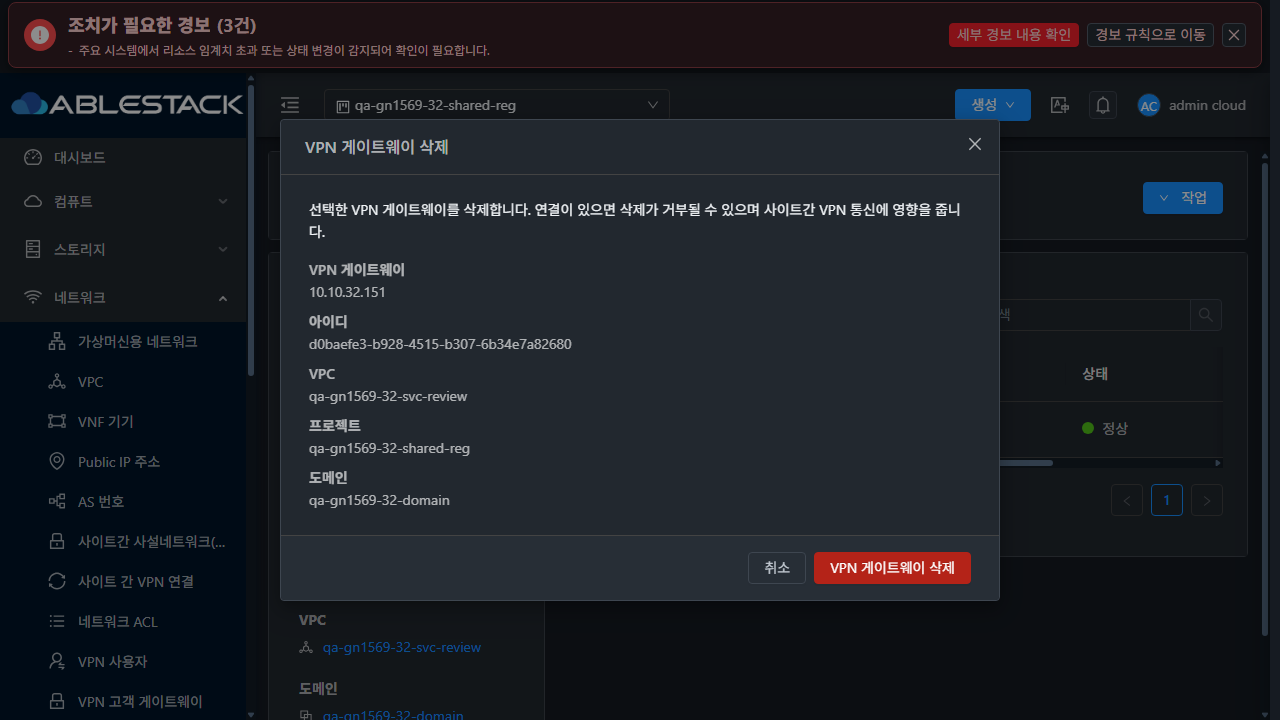 조치가 필요한 경보 (3건)
- 주요 시스템에서 리소스 임계치 초과 또는 상태 변경이 감지되어 확인이 필요합니다.
세부 경보 내용 확인
경보 규칙으로 이동
ABLESTACK
qa-gn1569-32-shared-reg
생성
AC
admin cloud
대시보드
컴퓨트
스토리지
네트워크
가상머신용 네트워크
VPC
VNF 기기
Public IP 주소
AS 번호
사이트간 사설네트워크(...
사이트 간 VPN 연결
네트워크 ACL
VPN 사용자
VPN 고객 게이트웨이
VPN 게이트웨이 삭제
선택한 VPN 게이트웨이를 삭제합니다. 연결이 있으면 삭제가 거부될 수 있으며 사이트간 VPN 통신에 영향을 줍니
다.
VPN 게이트웨이
10.10.32.151
아이디
d0baefe3-b928-4515-b307-6b34e7a82680
VPC
qa-gn1569-32-svc-review
프로젝트
qa-gn1569-32-shared-reg
도메인
qa-gn1569-32-domain
취소
VPN 게이트웨이 삭제
작업
색
상태
정상
1
VPC
qa-gn1569-32-svc-review
도메인
qa-gn1569-32-domain